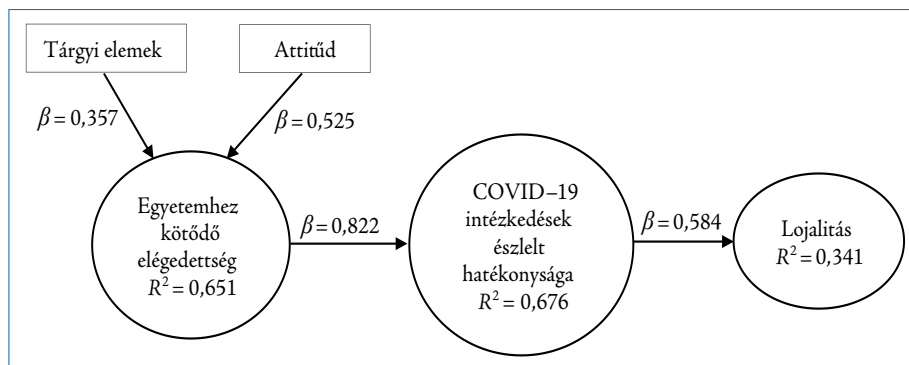 Tárgyi elemek
Attitűd
β = 0,357
β = 0,525
Egyetemhez
kötődő
elégedettség
R² = 0,651
β = 0,822
COVID–19
intézkedések
észlelt
hatékonysága
R² = 0,676
β = 0,584
Lojalitás
R² = 0,341